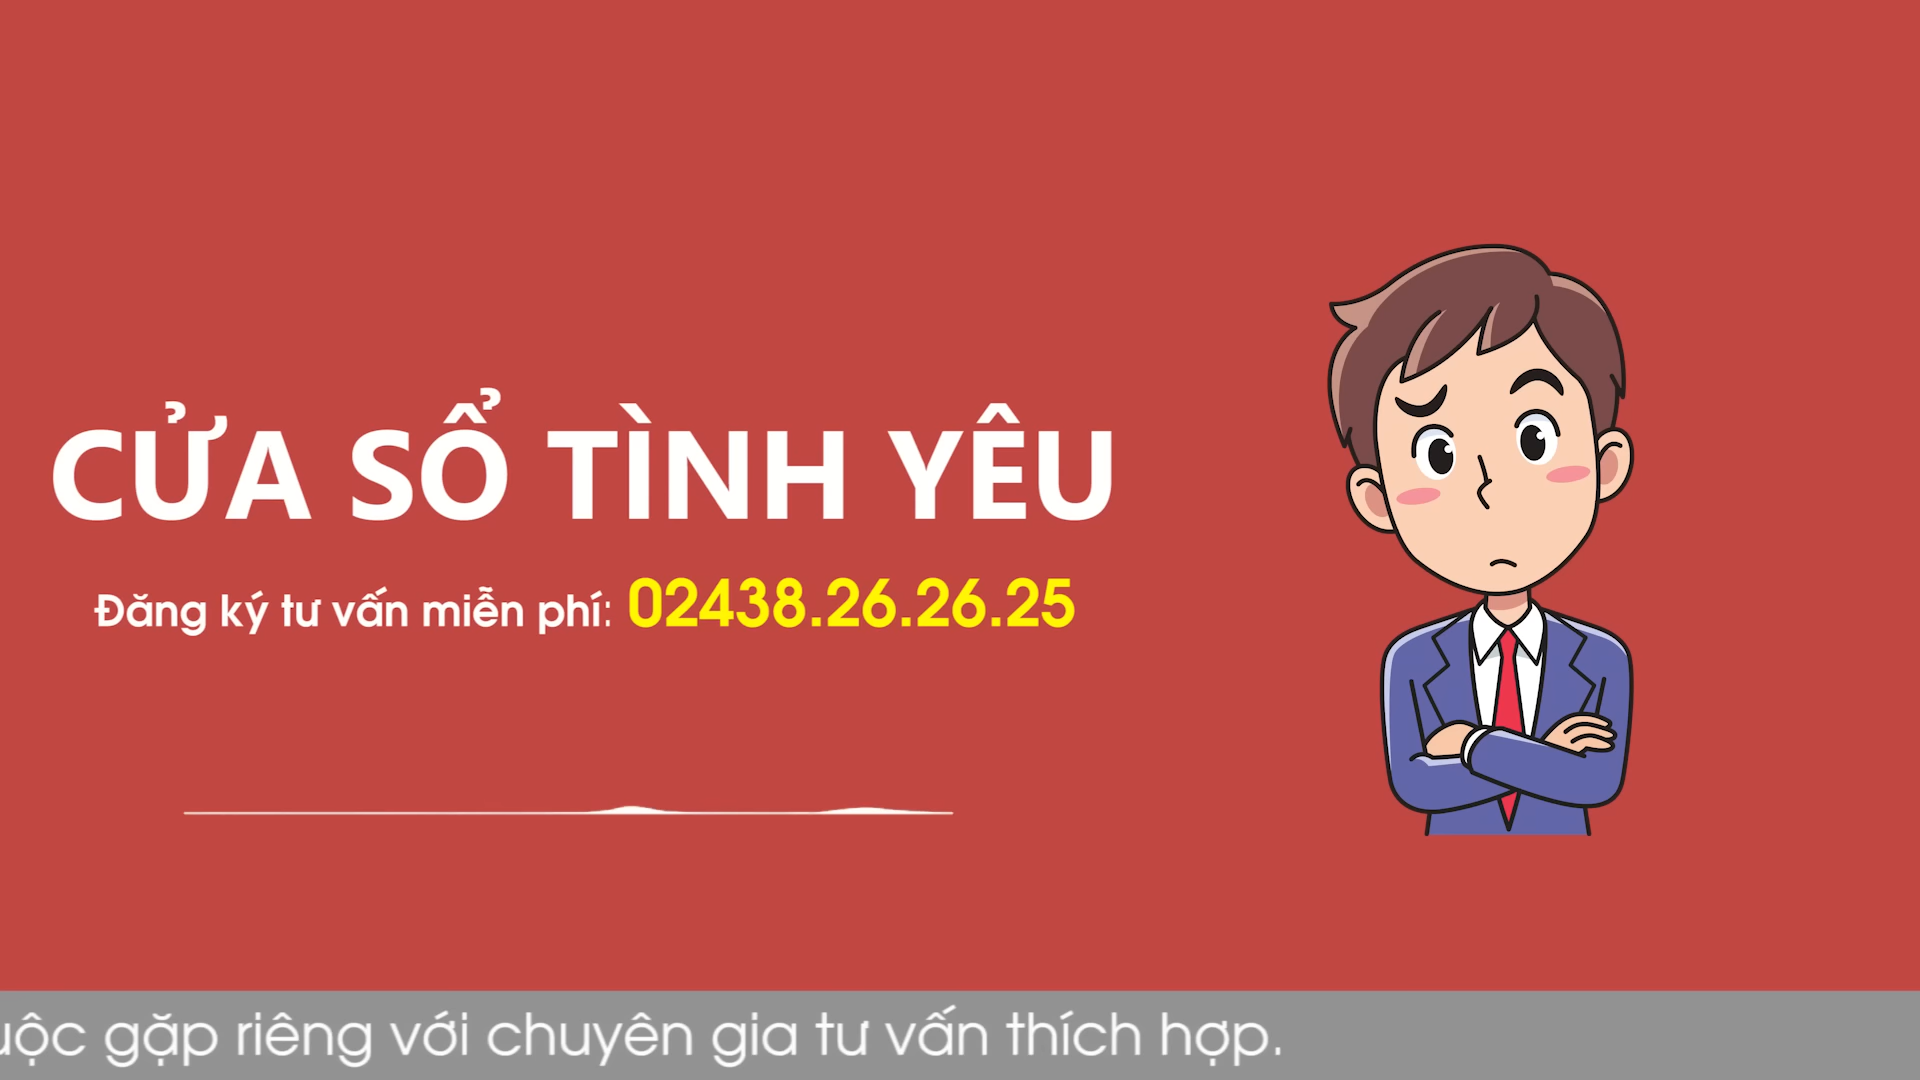 CỬA SỔ TÌNH YÊU
Đăng ký tư vấn miễn phí: 02438.26.26.25
gặp riêng với chuyên gia tư vấn thích hợp.